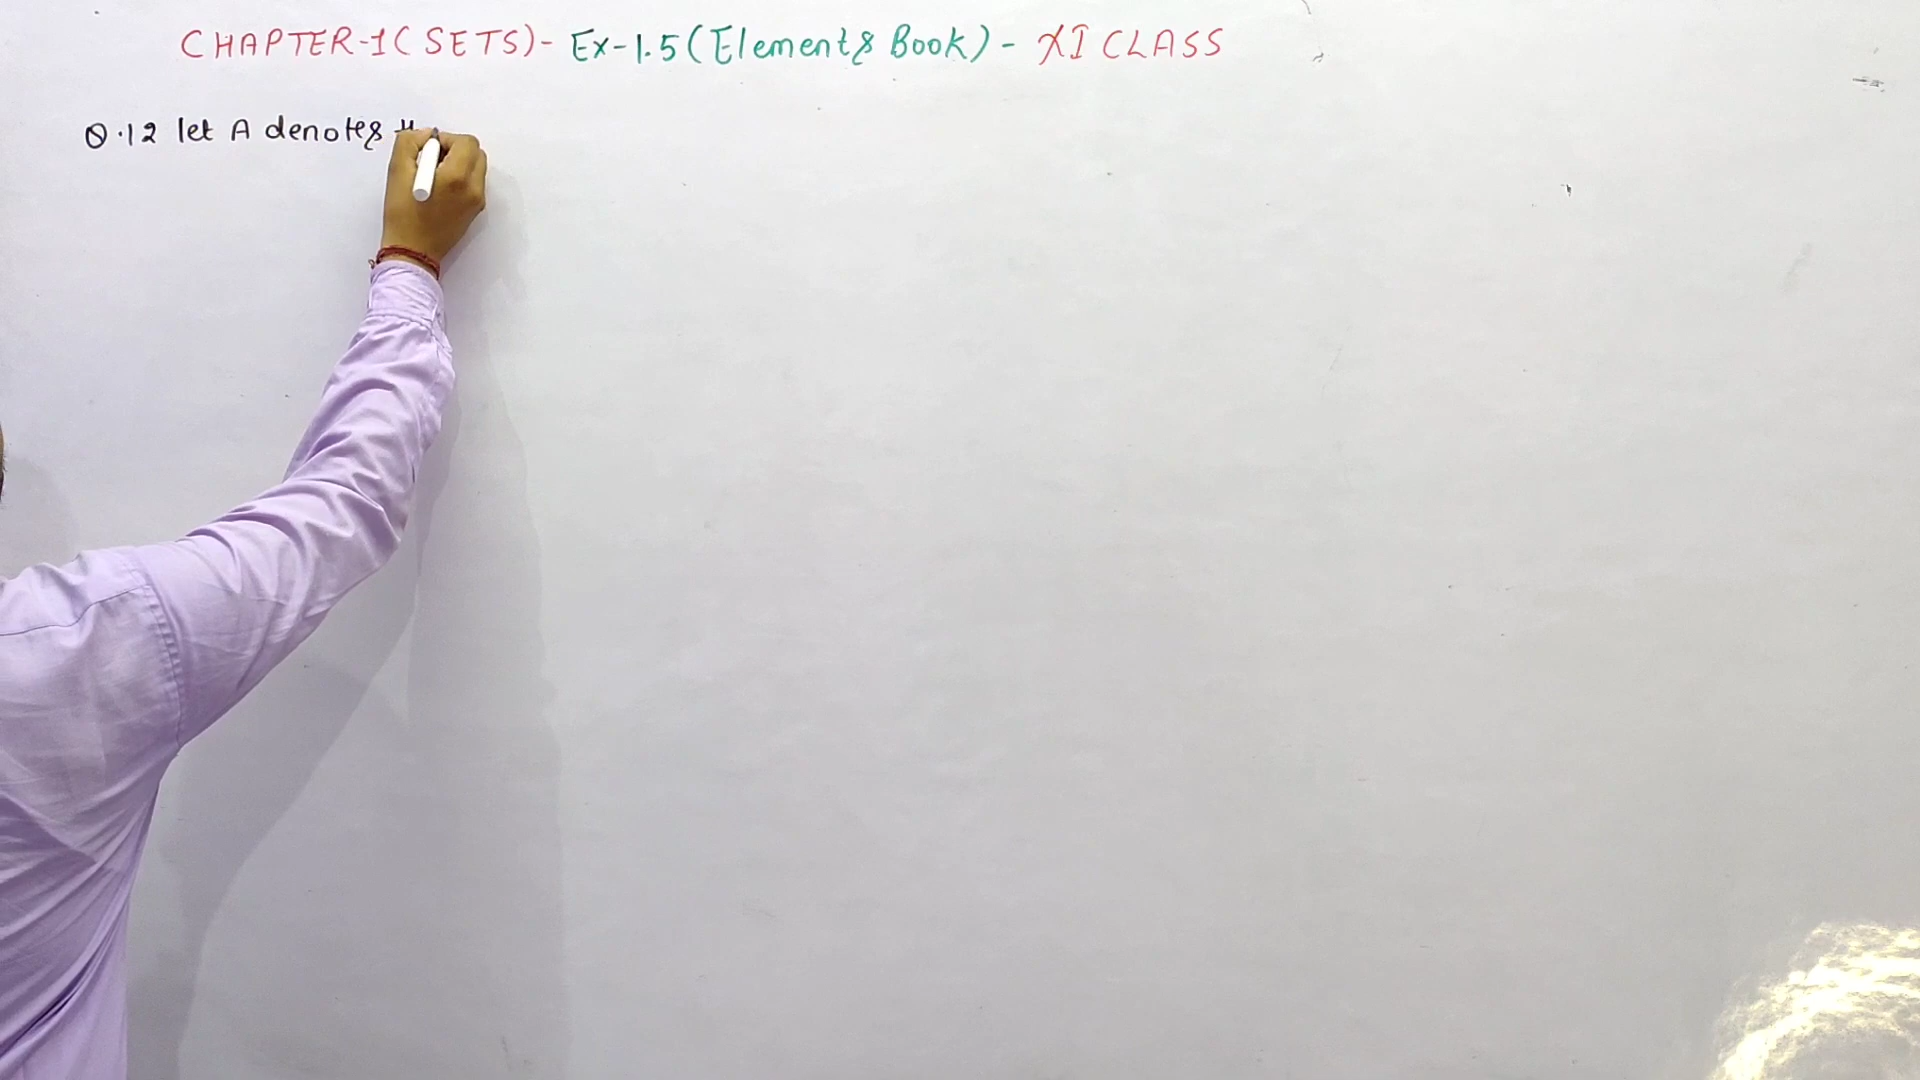 CHAPTER-1(SETS)- Ex-1.5(Elements Book)- XI CLASS
Q.12 let A denotes